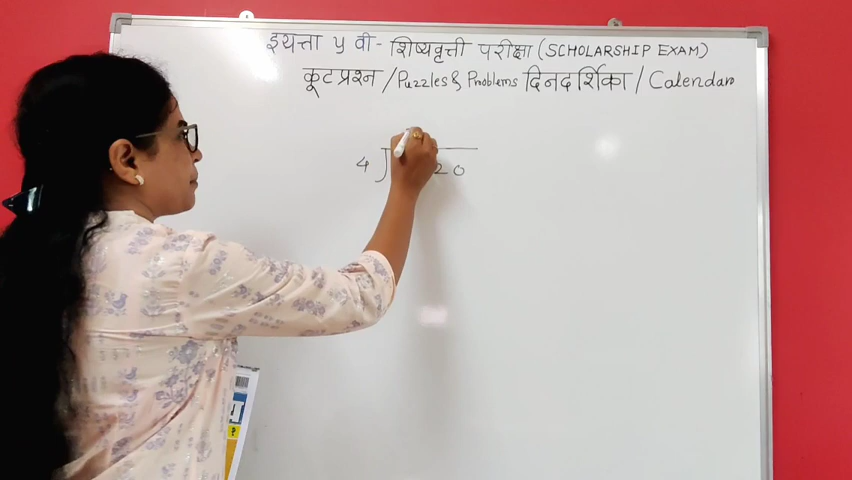 इयत्ता ५ वी - शिष्यवृत्ती परीक्षा (SCHOLARSHIP EXAM)
कूटप्रश्न / Puzzles & Problems दिनदर्शिका / Calendar
4 20